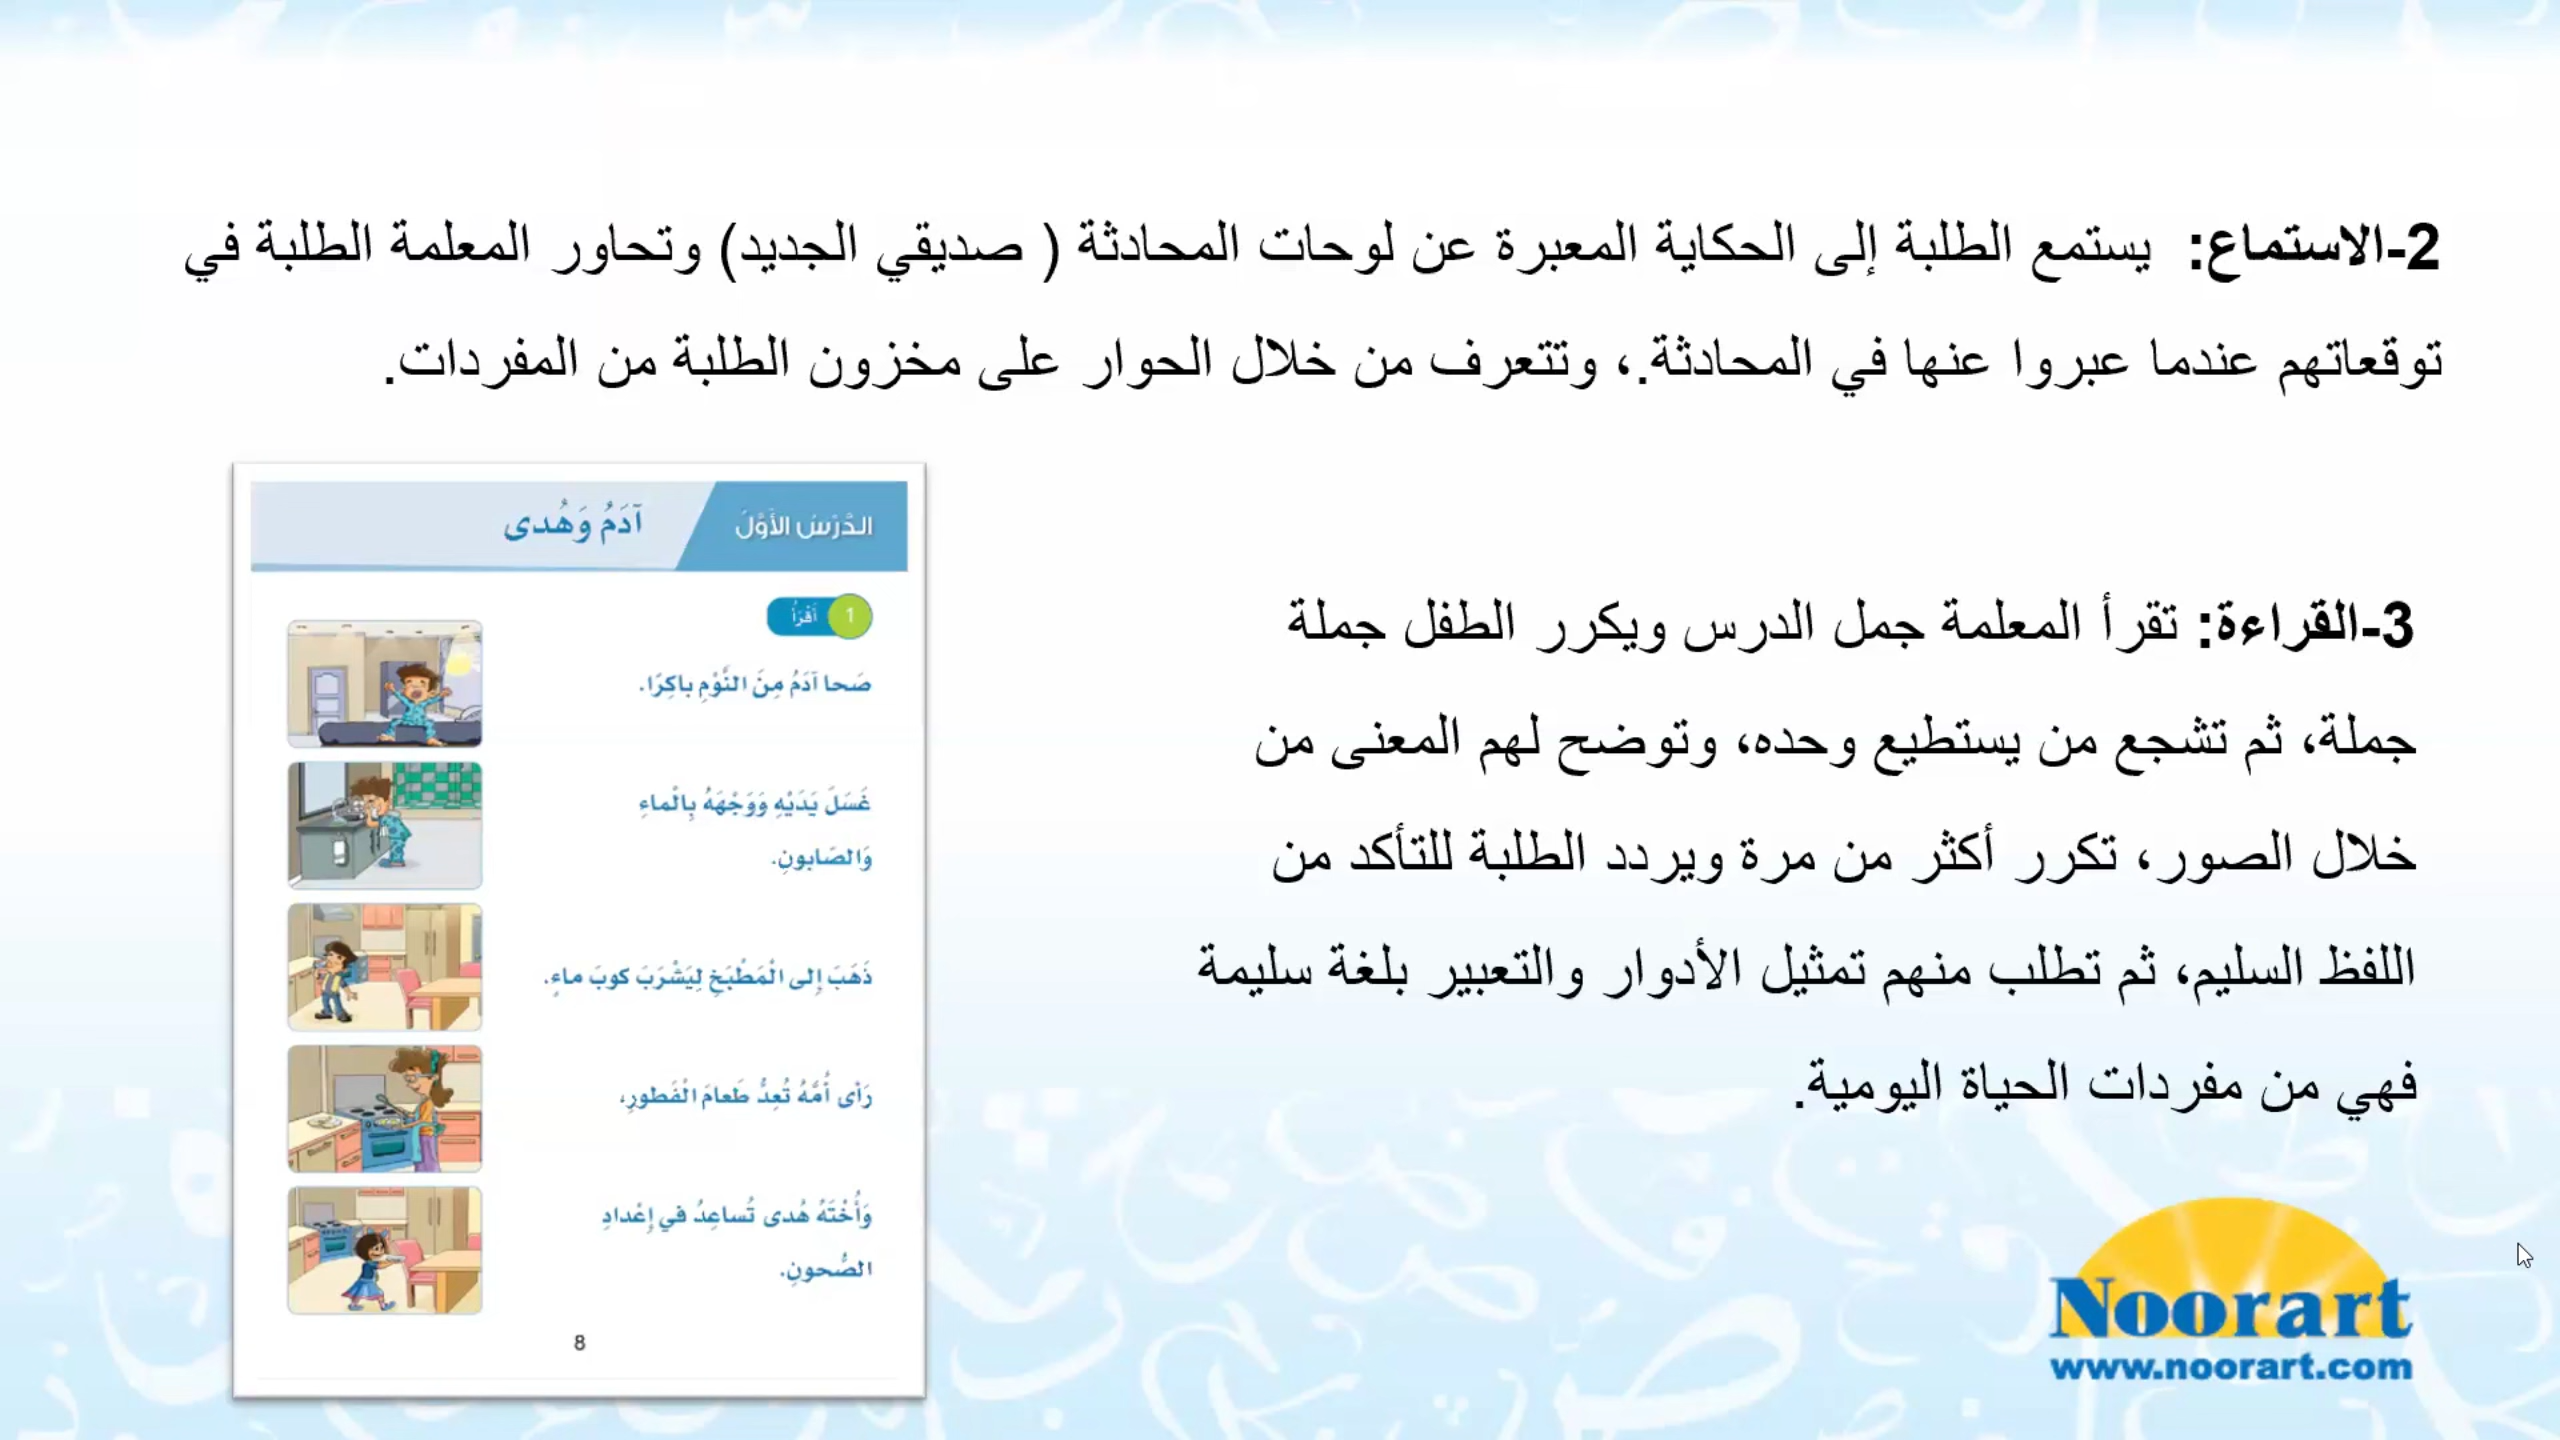 2-الاستماع: يستمع الطلبة إلى الحكاية المعبرة عن لوحات المحادثة ( صديقي الجديد) وتحاور المعلمة الطلبة في
توقعاتهم عندما عبروا عنها في المحادثة.، وتتعرف من خلال الحوار على مخزون الطلبة من المفردات.
3-القراءة: تقرأ المعلمة جمل الدرس ويكرر الطفل جملة
جملة، ثم تشجع من يستطيع وحده، وتوضح لهم المعنى من
خلال الصور، تكرر أكثر من مرة ويردد الطلبة للتأكد من
اللفظ السليم، ثم تطلب منهم تمثيل الأدوار والتعبير بلغة سليمة
فهي من مفردات الحياة اليومية.
الدَّرْسُ الأَوَّلُ
آدَمُ وَهُدى
1 أَقْرَأُ
صَحا آدَمُ مِنَ النَّوْمِ باكِرًا.
غَسَلَ يَدَيْهِ وَوَجْهَهُ بِالْماءِ
وَالصّابونِ.
ذَهَبَ إِلى الْمَطْبَخِ لِيَشْرَبَ كوبَ ماءٍ.
رَأى أُمَّهُ تُعِدُّ طَعامَ الْفَطورِ،
وَأُخْتَهُ هُدى تُساعِدُ في إِعْدادِ
الصُّحونِ.
8
Noorart
www.noorart.com